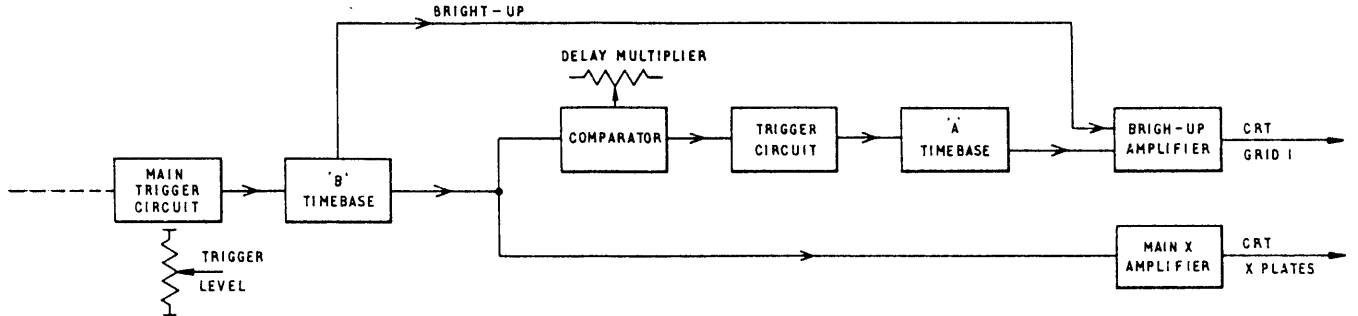 BRIGHT-UP
DELAY MULTIPLIER
COMPARATOR
TRIGGER
CIRCUIT
'A'
TIMEBASE
BRIGH-UP
AMPLIFIER
CRT
GRID 1
MAIN
TRIGGER
CIRCUIT
'B'
TIMEBASE
TRIGGER
LEVEL
MAIN X
AMPLIFIER
CRT
X PLATES